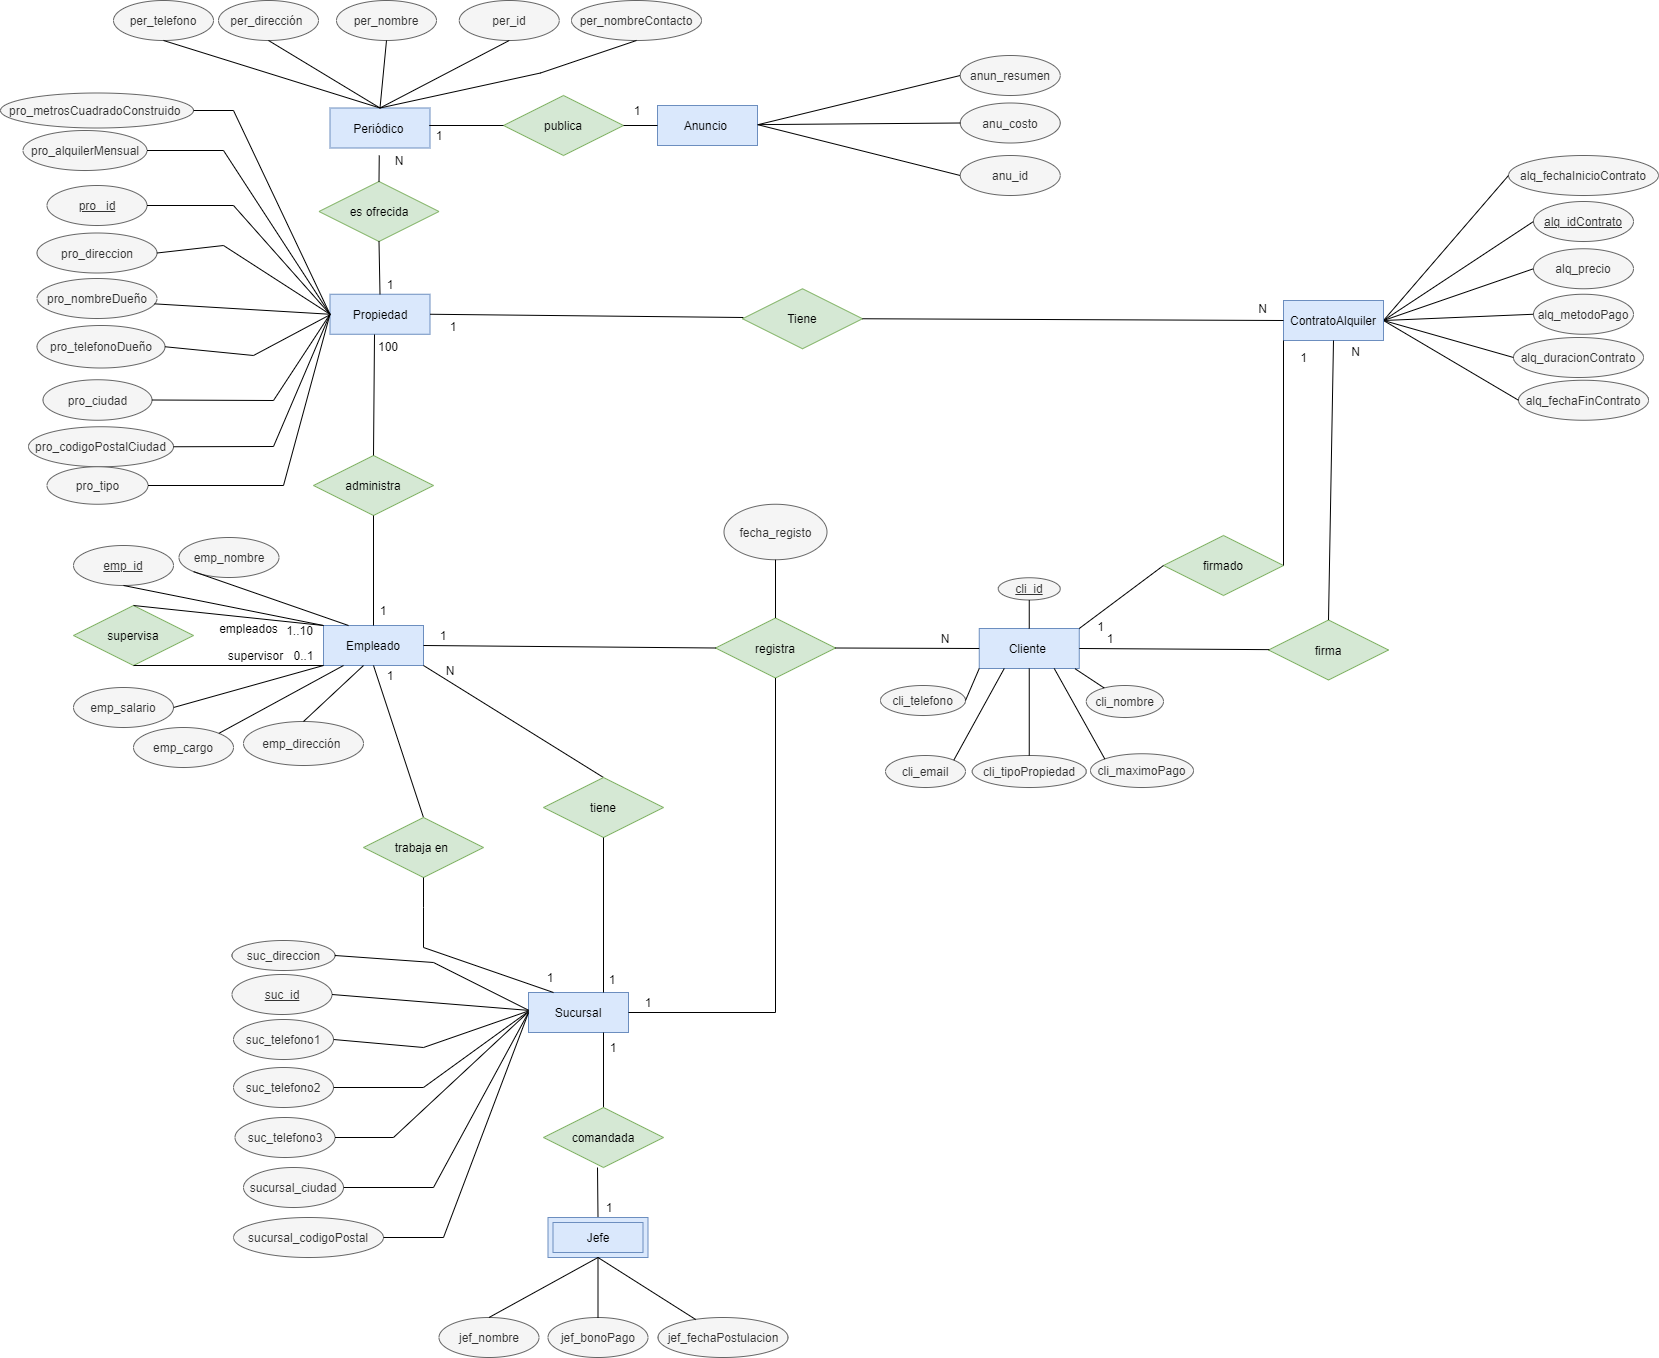 per_telefono
per_dirección
per_nombre
per_id
per_nombreContacto
anun_resumen
pro_metrosCuadradoConstruido
Periódico
1
publica
1
Anuncio
anu_costo
pro_alquilerMensual
N
anu_id
alq_fechaInicioContrato
pro_id
es ofrecida
alq_idContrato
pro_direccion
alq_precio
pro_nombreDueño
1
Propiedad
1
Tiene
N
ContratoAlquiler
alq_metodoPago
pro_telefonoDueño
100
1
N
alq_duracionContrato
pro_ciudad
alq_fechaFinContrato
pro_codigoPostalCiudad
pro_tipo
administra
fecha_registo
emp_id
emp_nombre
firmado
cli_id
1
supervisa
empleados
1..10
Empleado
1
registra
N
Cliente
1
1
firma
supervisor
0..1
1
N
emp_salario
emp_cargo
emp_dirección
cli_telefono
cli_nombre
cli_email
cli_tipoPropiedad
cli_maximoPago
tiene
trabaja en
suc_direccion
1
1
suc_id
Sucursal
1
suc_telefono1
1
suc_telefono2
suc_telefono3
comandada
sucursal_ciudad
1
sucursal_codigoPostal
Jefe
jef_nombre
jef_bonoPago
jef_fechaPostulacion